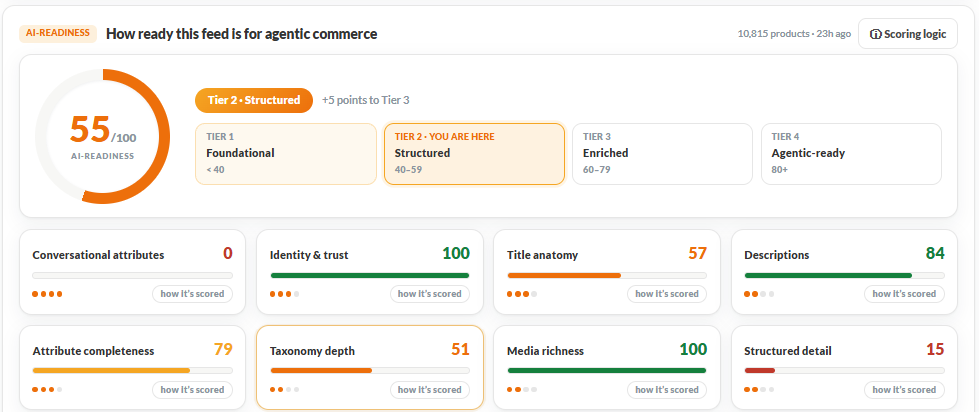 AI-READINESS How ready this feed is for agentic commerce 10,815 products · 23h ago Scoring logic
55/100
AI-READINESS
Tier 2 · Structured +5 points to Tier 3
TIER 1
Foundational
< 40
TIER 2 · YOU ARE HERE
Structured
40–59
TIER 3
Enriched
60–79
TIER 4
Agentic-ready
80+
Conversational attributes 0
how it's scored
Identity & trust 100
how it's scored
Title anatomy 57
how it's scored
Descriptions 84
how it's scored
Attribute completeness 79
how it's scored
Taxonomy depth 51
how it's scored
Media richness 100
how it's scored
Structured detail 15
how it's scored